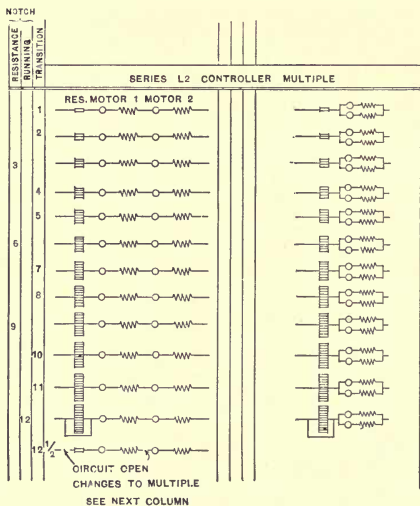 NOTCH
RESISTANCE
RUNNING
TRANSITION
SERIES L2 CONTROLLER MULTIPLE
RES. MOTOR 1 MOTOR 2
1
2
3
4
5
6
7
8
9
10
11
12
12 1/2
CIRCUIT OPEN
CHANGES TO MULTIPLE
SEE NEXT COLUMN